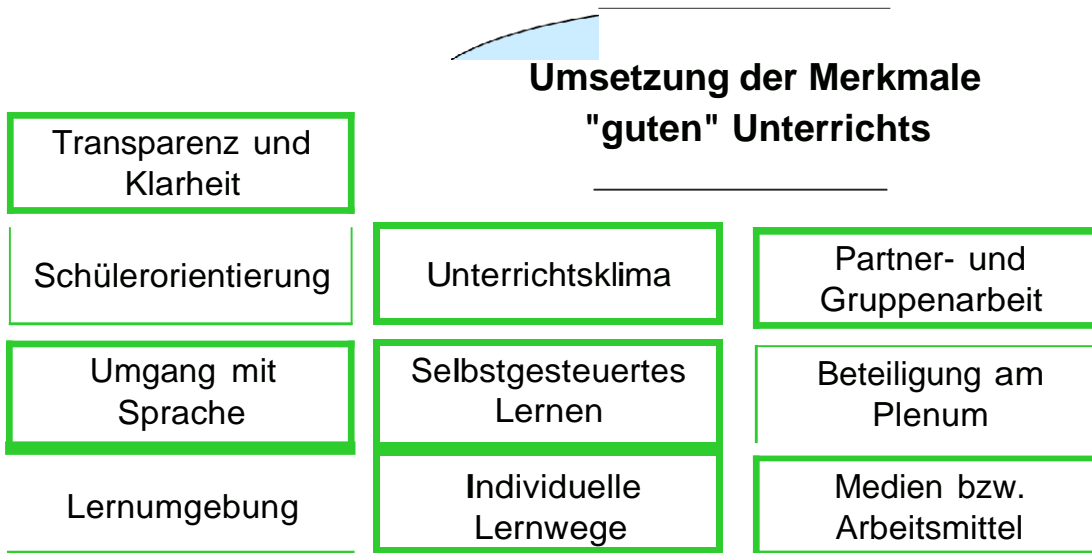 Umsetzung der Merkmale
"guten" Unterrichts
Transparenz und
Klarheit
Schülerorientierung
Unterrichtsklima
Partner- und
Gruppenarbeit
Umgang mit
Sprache
Selbstgesteuertes
Lernen
Beteiligung am
Plenum
Lernumgebung
Individuelle
Lernwege
Medien bzw.
Arbeitsmittel